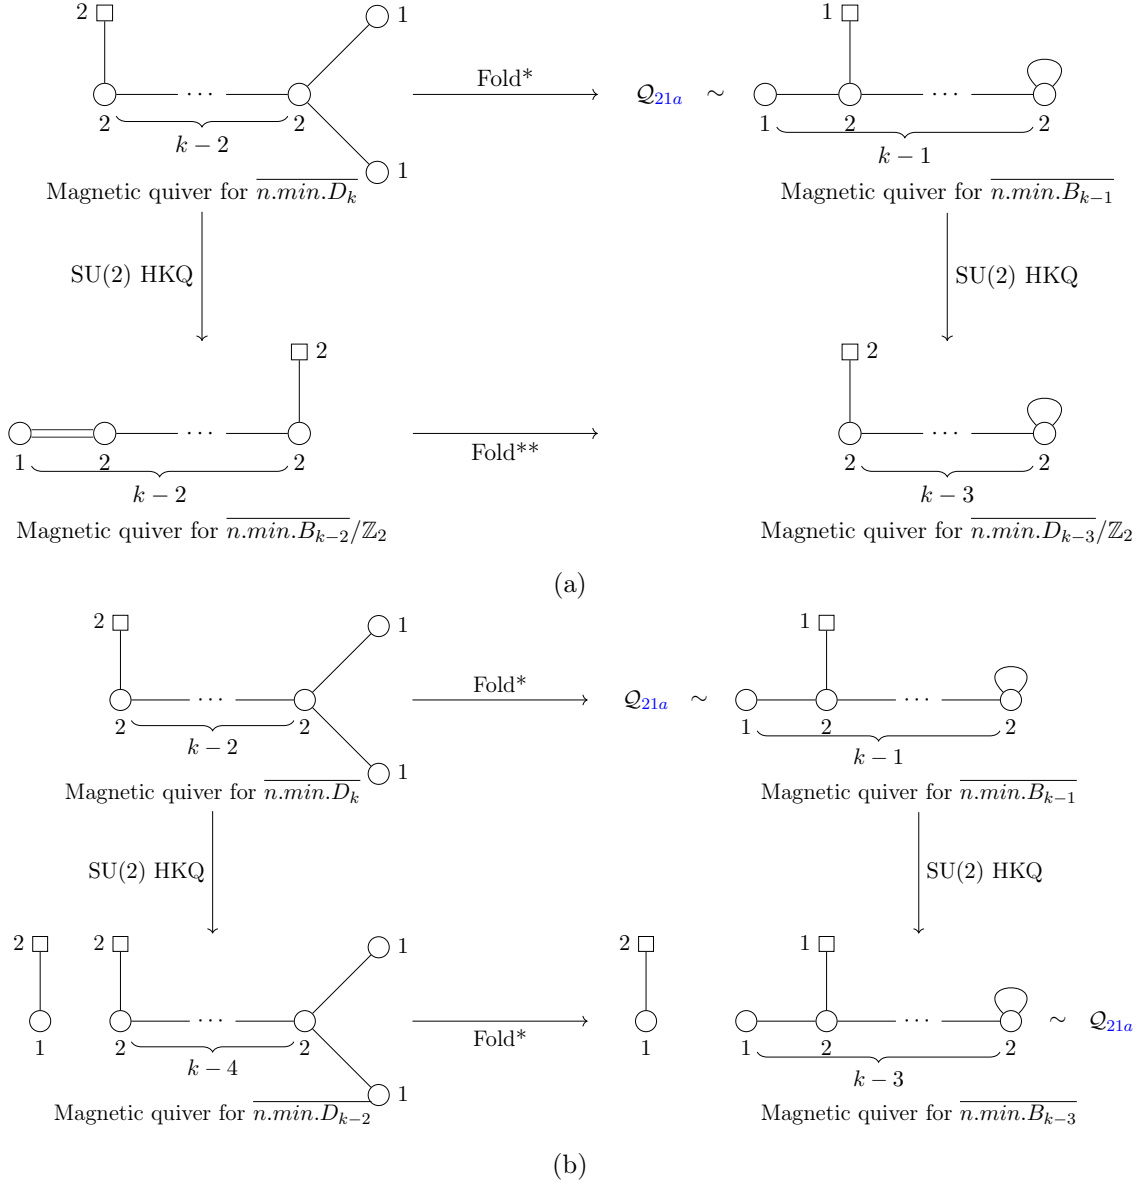 2 1 1
Fold*
Q21a ∼
2 ··· 2 1 2 ··· 2
k − 2 1 k − 1
Magnetic quiver for n.min.Dk Magnetic quiver for n.min.Bk−1
SU(2) HKQ SU(2) HKQ
2 2
Fold**
1 2 ··· 2 2 ··· 2
k − 2 k − 3
Magnetic quiver for n.min.Bk−2/ℤ2 Magnetic quiver for n.min.Dk−3/ℤ2
(a)
2 1 1
Fold*
Q21a ∼
2 ··· 2 1 2 ··· 2
k − 2 1 k − 1
Magnetic quiver for n.min.Dk Magnetic quiver for n.min.Bk−1
SU(2) HKQ SU(2) HKQ
2 2 1 2 1
Fold*
∼ Q21a
1 2 ··· 2 1 1 2 ··· 2
k − 4 1 k − 3
Magnetic quiver for n.min.Dk−2 Magnetic quiver for n.min.Bk−3
(b)